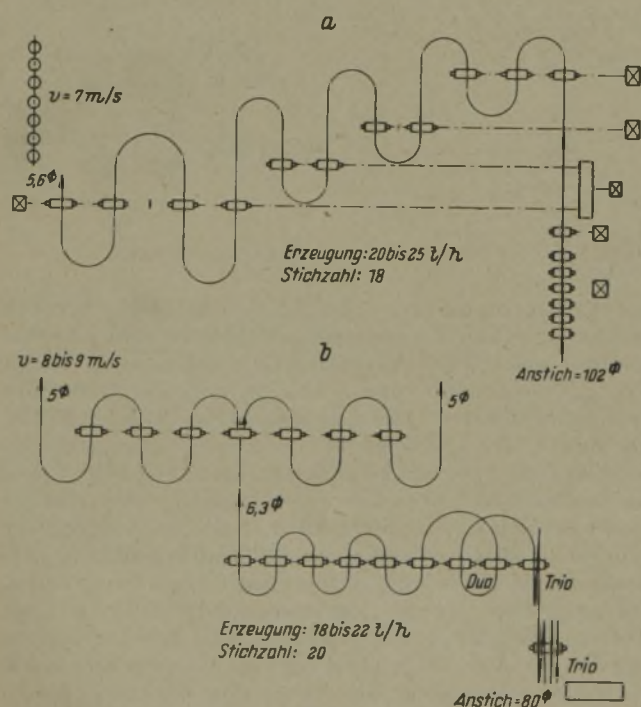 a
v = 7 m/s
5,6 Φ
Erzeugung: 20 bis 25 t/h
Stichzahl: 18
Anstich = 102 Φ
b
v = 8 bis 9 m/s
5 Φ
5 Φ
6,3 Φ
Duo
Trio
Erzeugung: 18 bis 22 t/h
Stichzahl: 20
Trio
Anstich = 80 Φ